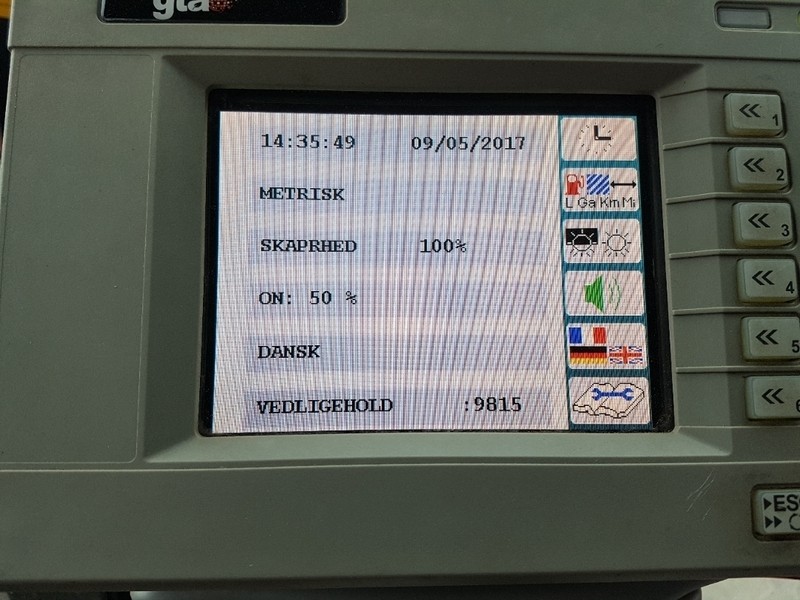 gta
14:35:49 09/05/2017
METRISK
L Ga Km Mi
SKAPRHED 100%
ON: 50 %
DANSK
VEDLIGEHOLD :9815
1
2
3
4
5
6
ESC